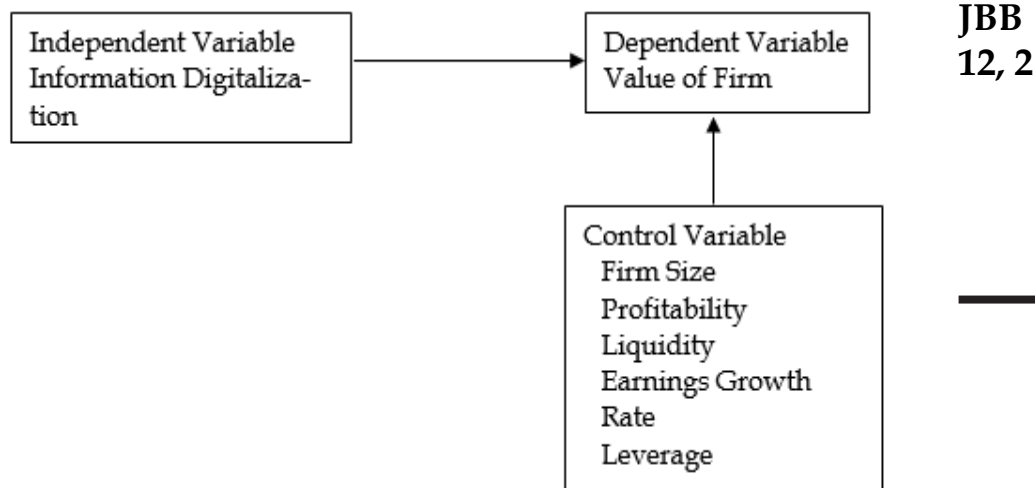 Independent Variable
Information Digitaliza-
tion
Dependent Variable
Value of Firm
JBB
12, 2
Control Variable
Firm Size
Profitability
Liquidity
Earnings Growth
Rate
Leverage